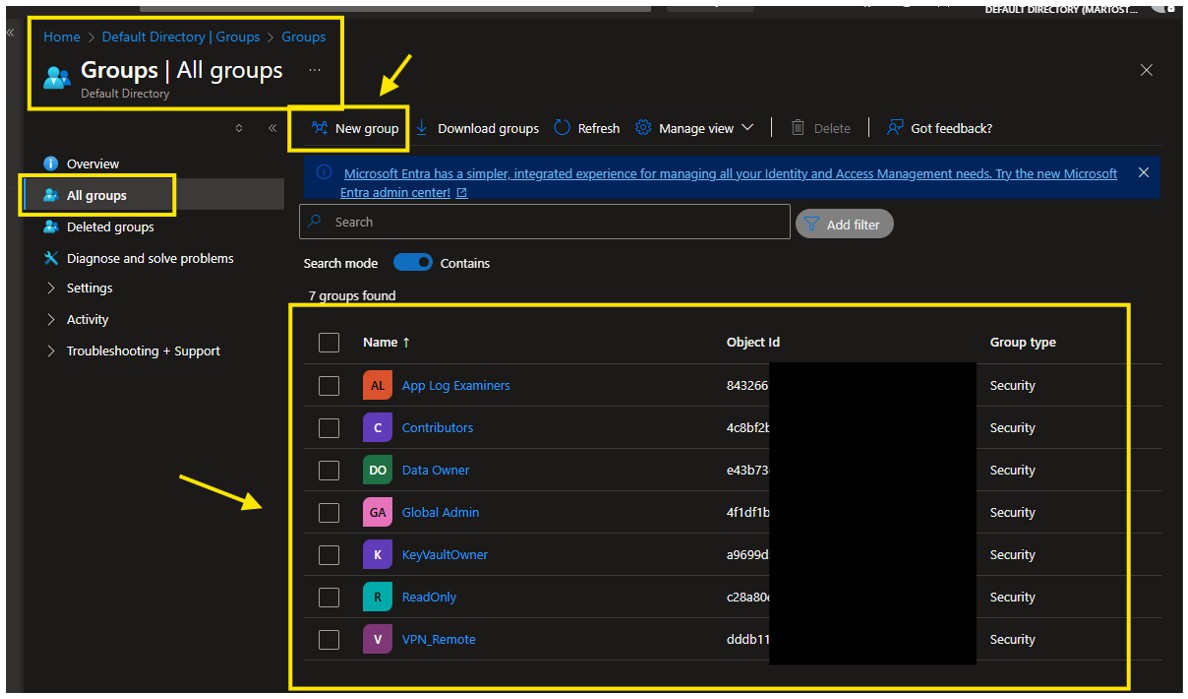 DEFAULT DIRECTORY (MARTOST...
Home > Default Directory | Groups > Groups
Groups | All groups ...
Default Directory
New group Download groups Refresh Manage view Delete Got feedback?
Overview
All groups
Deleted groups
Diagnose and solve problems
Settings
Activity
Troubleshooting + Support
Microsoft Entra has a simpler, integrated experience for managing all your Identity and Access Management needs. Try the new Microsoft
Entra admin center!
Search Add filter
Search mode Contains
7 groups found
Name ↑ Object Id Group type
AL App Log Examiners 843266 Security
C Contributors 4c8bf2b Security
DO Data Owner e43b73 Security
GA Global Admin 4f1df1b Security
K KeyVaultOwner a9699d Security
R ReadOnly c28a80 Security
V VPN_Remote dddb11 Security